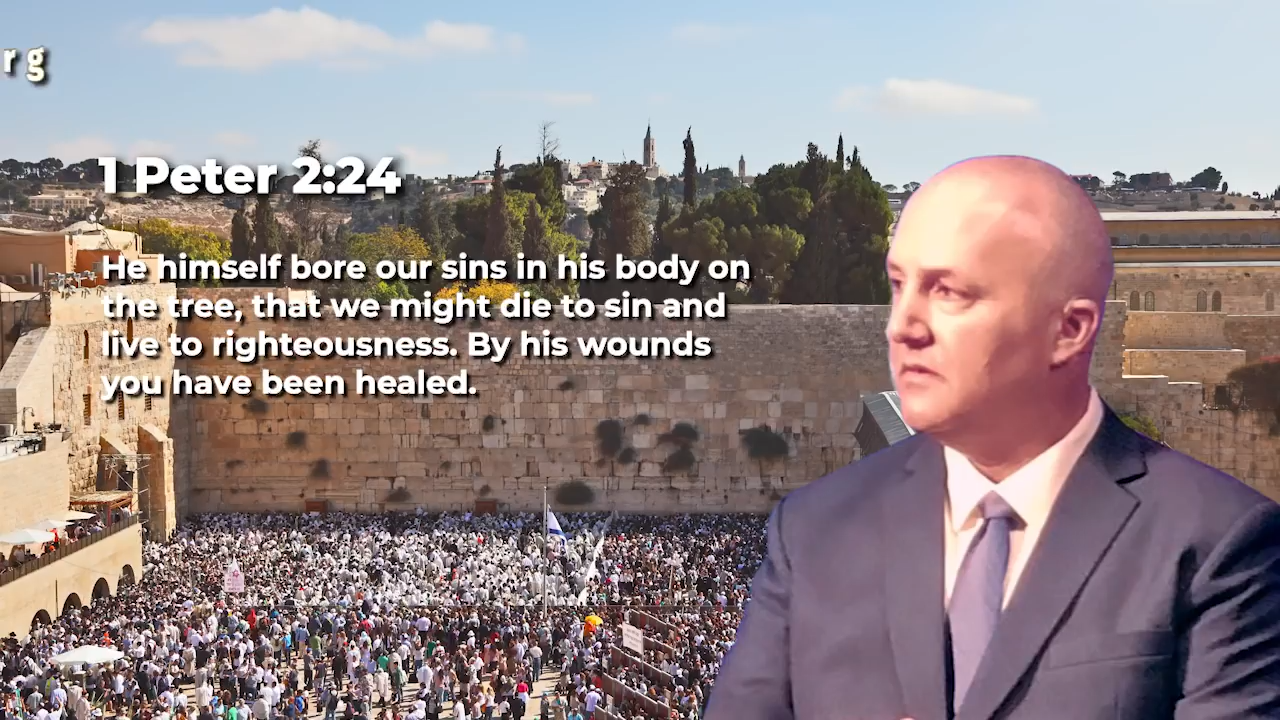 rg
1 Peter 2:24
He himself bore our sins in his body on
the tree, that we might die to sin and
live to righteousness. By his wounds
you have been healed.